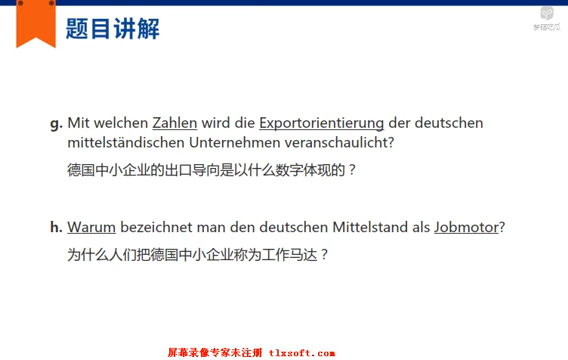 题目讲解
g. Mit welchen Zahlen wird die Exportorientierung der deutschen
mittelständischen Unternehmen veranschaulicht?
德国中小企业的出口导向是以什么数字体现的？
h. Warum bezeichnet man den deutschen Mittelstand als Jobmotor?
为什么人们把德国中小企业称为工作马达？
屏幕录像专家未注册 tlxsoft.com